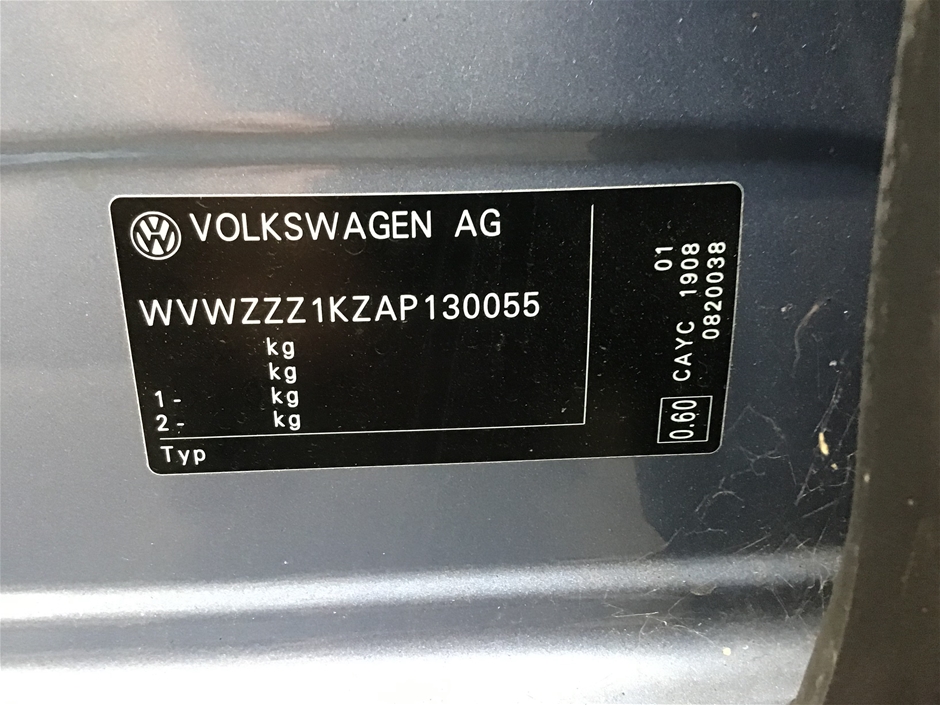 VOLKSWAGEN AG
WVWZZZ1KZAP130055
kg
kg
1- kg
2- kg
Typ
01
0.60 CAYC 1908
0820038